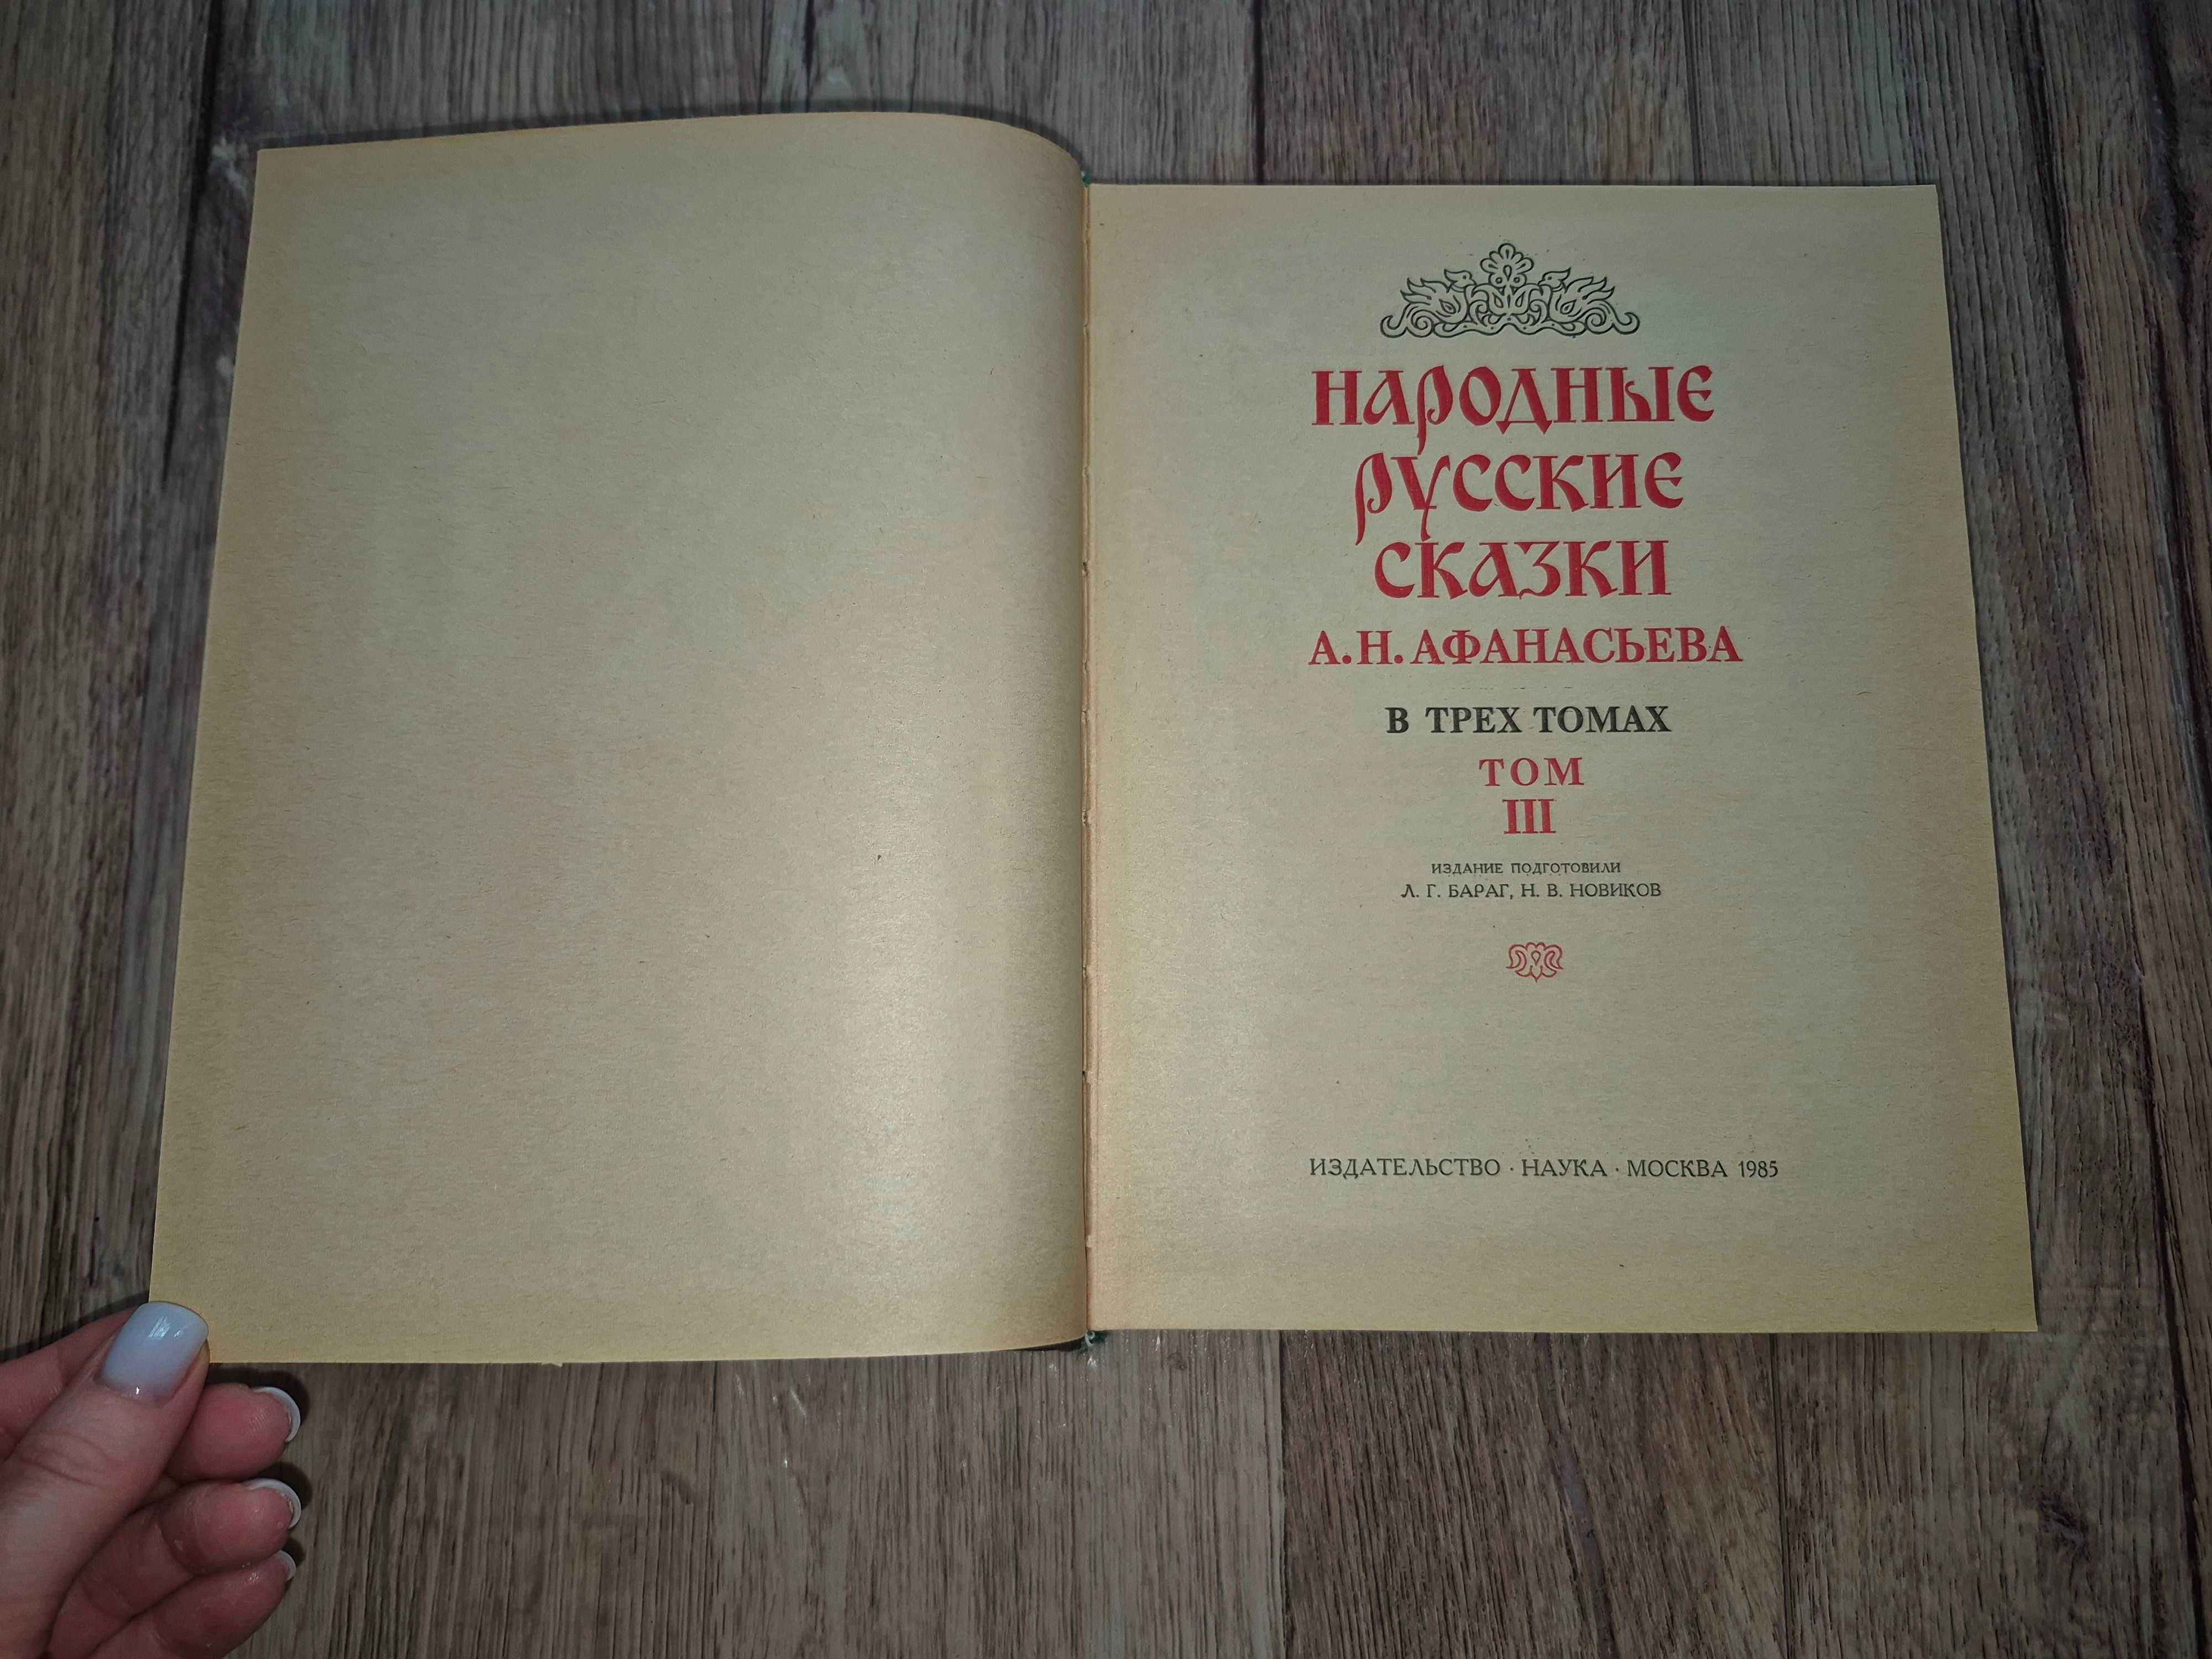 НАРОДНЫЕ
РУССКИЕ
СКАЗКИ
А.Н.АФАНАСЬЕВА
В ТРЕХ ТОМАХ
ТОМ
III
ИЗДАНИЕ ПОДГОТОВИЛИ
Л. Г. БАРАГ, Н. В. НОВИКОВ
ИЗДАТЕЛЬСТВО · НАУКА · МОСКВА 1985